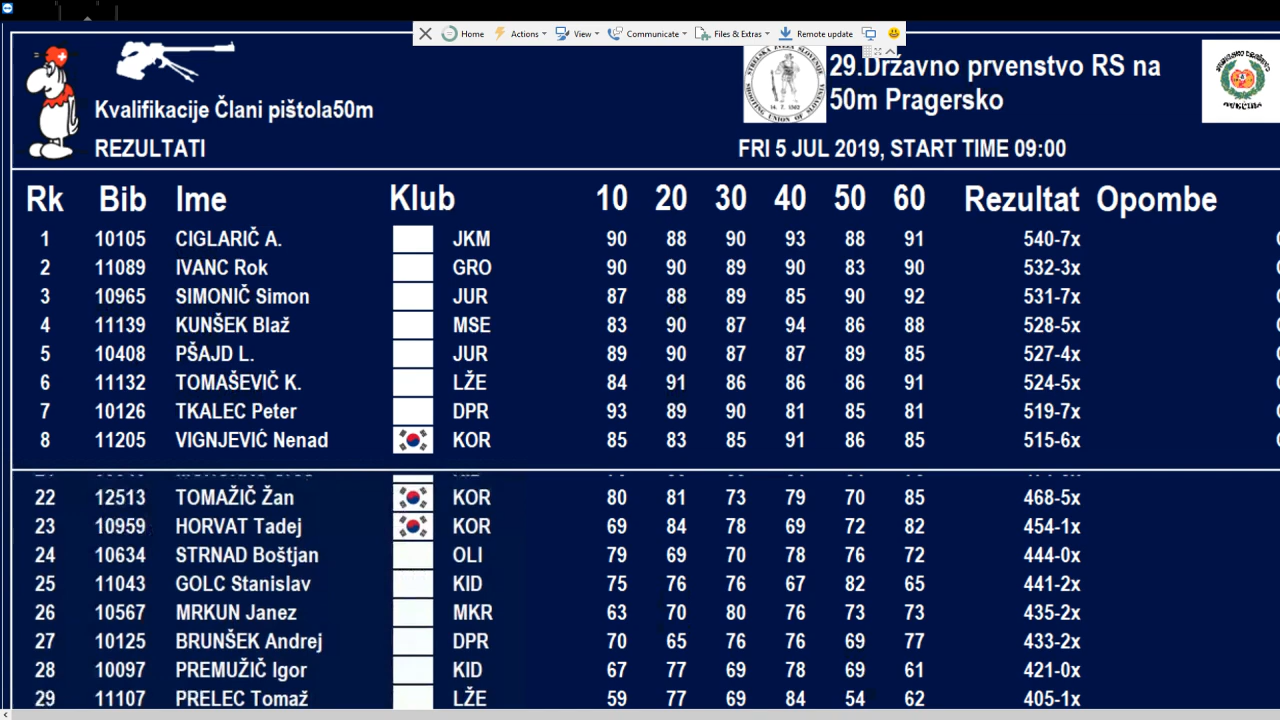 Home Actions View Communicate Files & Extras Remote update
29.Državno prvenstvo RS na
50m Pragersko
Kvalifikacije Člani pištola50m
REZULTATI FRI 5 JUL 2019, START TIME 09:00
Rk Bib Ime Klub 10 20 30 40 50 60 Rezultat Opombe
1 10105 CIGLARIČ A. JKM 90 88 90 93 88 91 540-7x
2 11089 IVANC Rok GRO 90 90 89 90 83 90 532-3x
3 10965 SIMONIČ Simon JUR 87 88 89 85 90 92 531-7x
4 11139 KUNŠEK Blaž MSE 83 90 87 94 86 88 528-5x
5 10408 PŠAJD L. JUR 89 90 87 87 89 85 527-4x
6 11132 TOMAŠEVIČ K. LŽE 84 91 86 86 86 91 524-5x
7 10126 TKALEC Peter DPR 93 89 90 81 85 81 519-7x
8 11205 VIGNJEVIĆ Nenad KOR 85 83 85 91 86 85 515-6x
22 12513 TOMAŽIČ Žan KOR 80 81 73 79 70 85 468-5x
23 10959 HORVAT Tadej KOR 69 84 78 69 72 82 454-1x
24 10634 STRNAD Boštjan OLI 79 69 70 78 76 72 444-0x
25 11043 GOLC Stanislav KID 75 76 76 67 82 65 441-2x
26 10567 MRKUN Janez MKR 63 70 80 76 73 73 435-2x
27 10125 BRUNŠEK Andrej DPR 70 65 76 76 69 77 433-2x
28 10097 PREMUŽIČ Igor KID 67 77 69 78 69 61 421-0x
29 11107 PRELEC Tomaž LŽE 59 77 69 84 54 62 405-1x